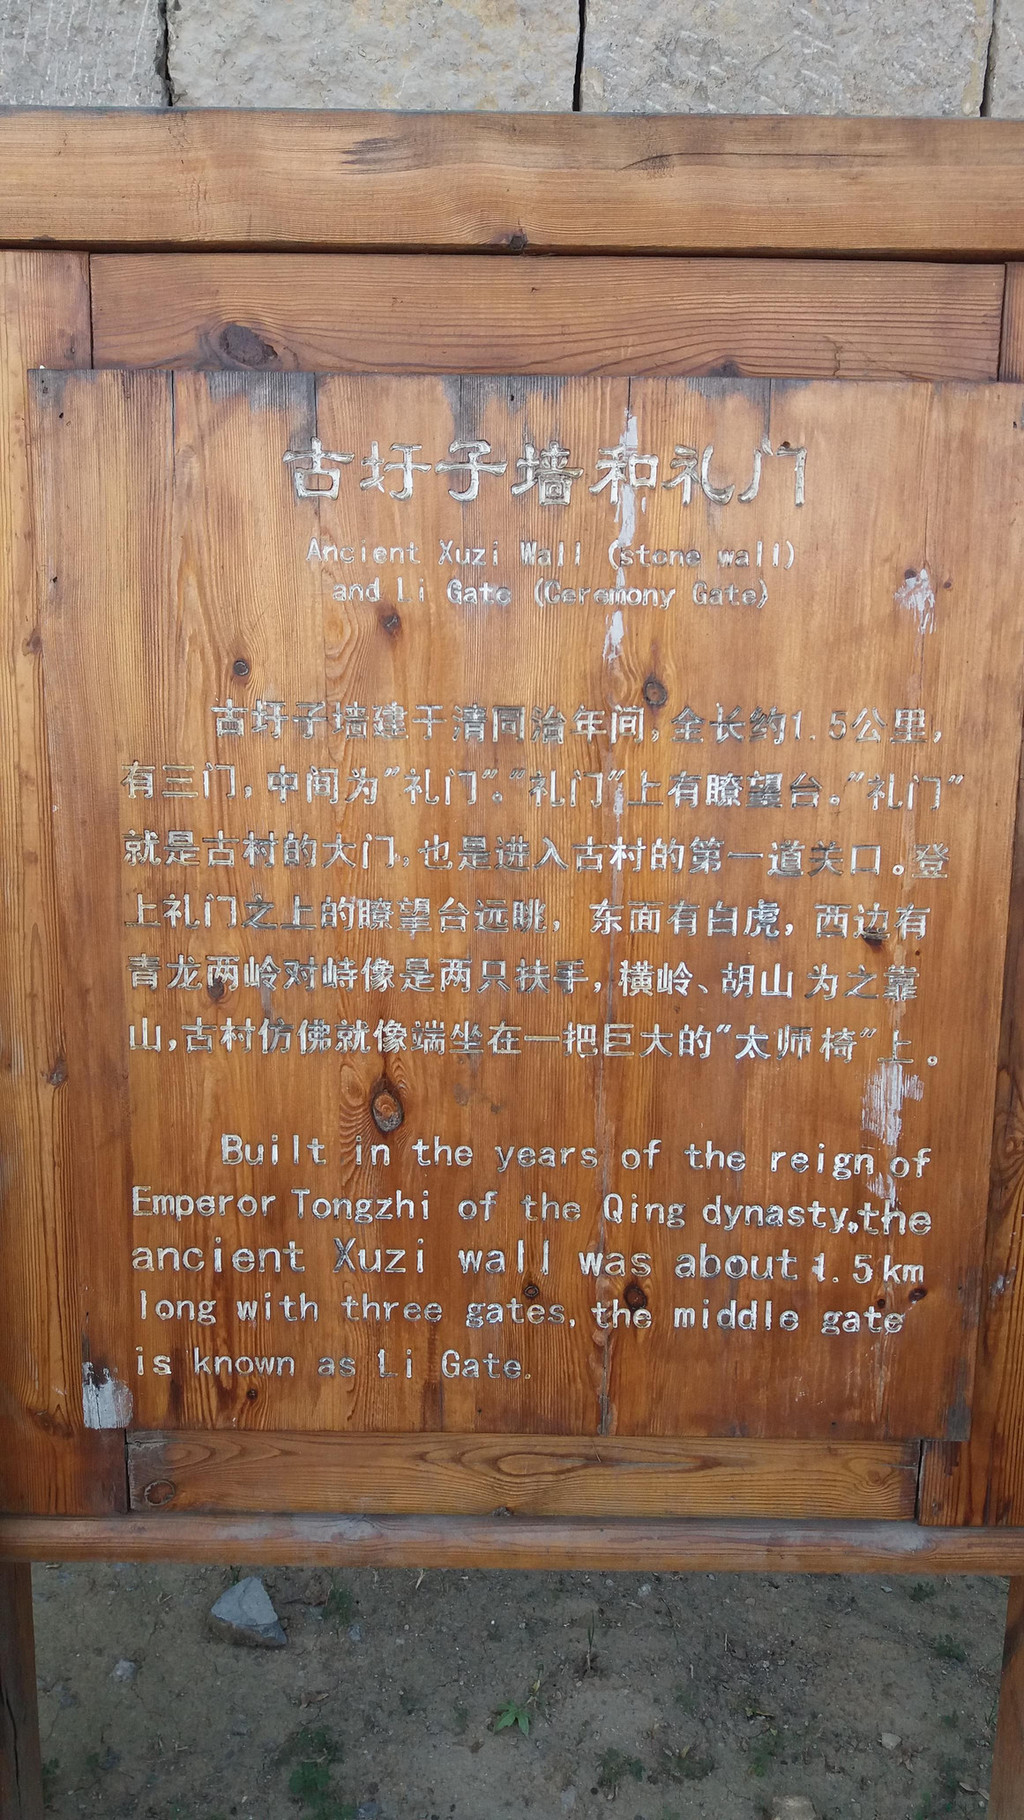 古圩子墙和礼门
Ancient Xuzi Wall (stone wall)
and Li Gate (Ceremony Gate)
古圩子墙建于清同治年间,全长约1.5公里,
有三门,中间为"礼门"。"礼门"上有瞭望台。"礼门"
就是古村的大门,也是进入古村的第一道关口。登
上礼门之上的瞭望台远眺,东面有白虎,西边有
青龙两岭对峙像是两只扶手,横岭、胡山为之靠
山,古村仿佛就像端坐在一把巨大的"太师椅"上。
Built in the years of the reign of
Emperor Tongzhi of the Qing dynasty,the
ancient Xuzi wall was about 1.5km
long with three gates, the middle gate
is known as Li Gate.